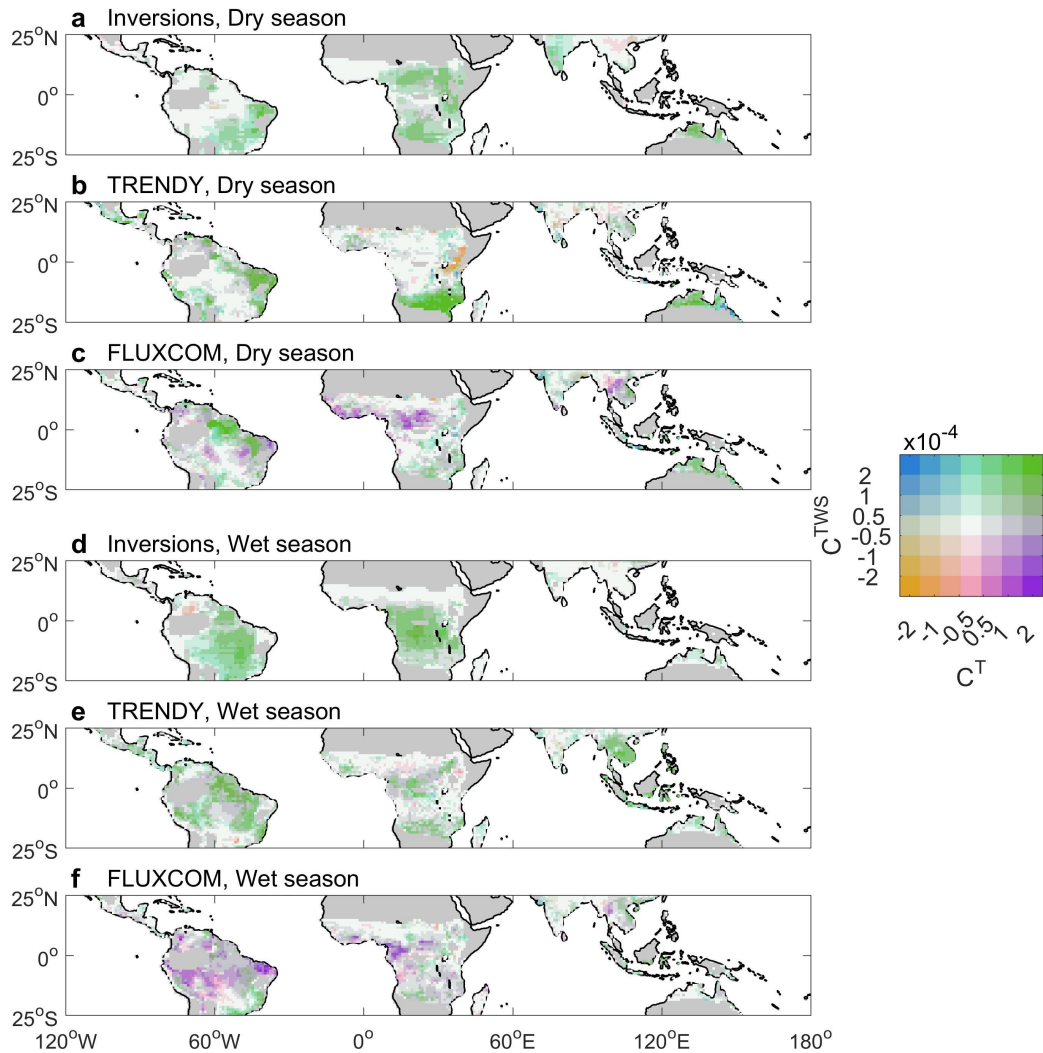 a Inversions, Dry season
25°N
0°
25°S
b TRENDY, Dry season
25°N
0°
25°S
c FLUXCOM, Dry season
25°N
0°
25°S
d Inversions, Wet season
25°N
0°
25°S
e TRENDY, Wet season
25°N
0°
25°S
f FLUXCOM, Wet season
25°N
0°
25°S
120°W 60°W 0° 60°E 120°E 180°
x10⁻⁴
2
1
0.5
-0.5
-1
-2
C^TWS
-2 -1 -0.5 0.5 1 2
C^T